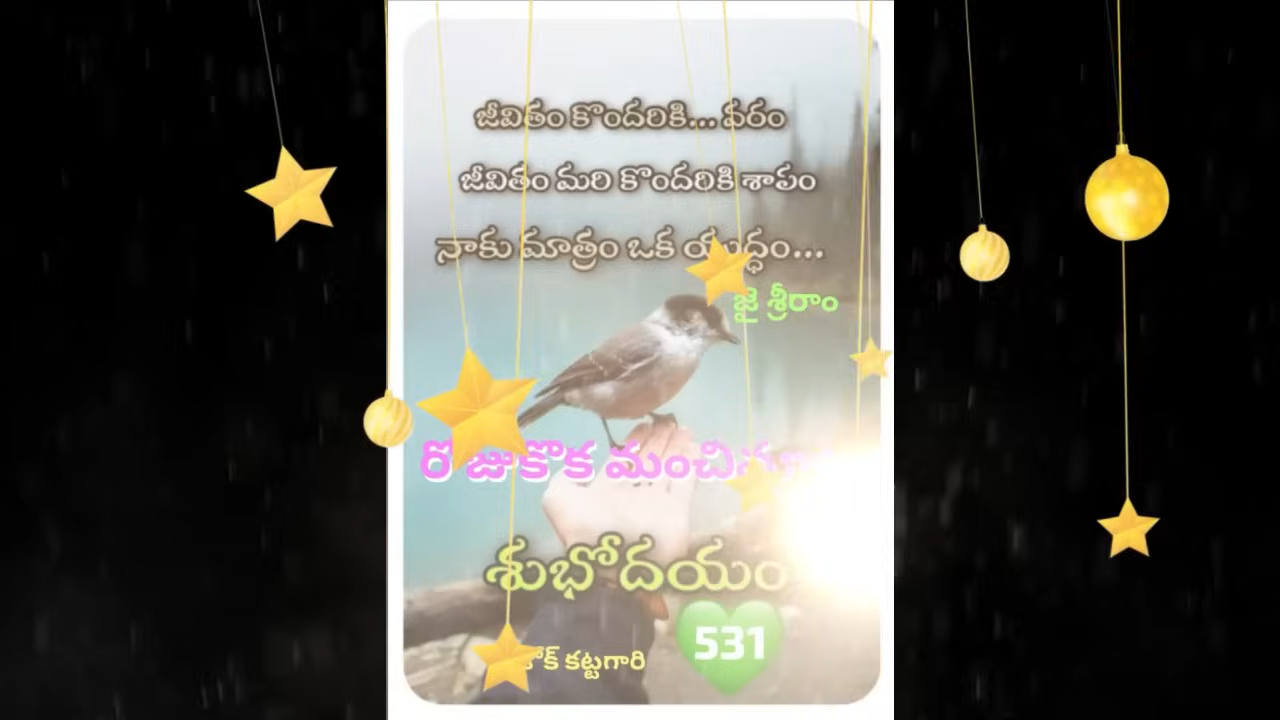 జీవితం కొందరికి... వరం
జీవితం మరి కొందరికి శాపం
నాకు మాత్రం ఒక యుద్ధం...
జై శ్రీరాం
రోజుకొక
శుభోదయం
531
కట్టగారి